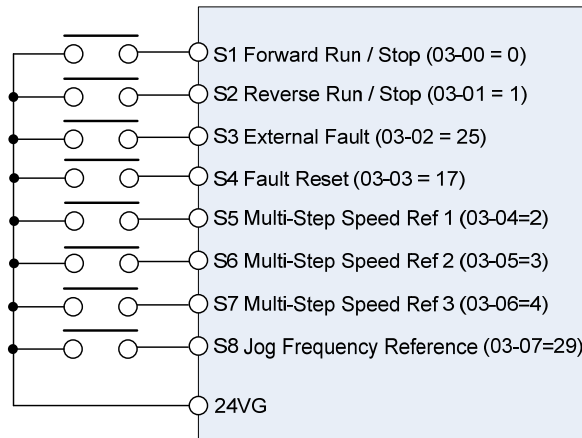 S1 Forward Run / Stop (03-00 = 0)
S2 Reverse Run / Stop (03-01 = 1)
S3 External Fault (03-02 = 25)
S4 Fault Reset (03-03 = 17)
S5 Multi-Step Speed Ref 1 (03-04=2)
S6 Multi-Step Speed Ref 2 (03-05=3)
S7 Multi-Step Speed Ref 3 (03-06=4)
S8 Jog Frequency Reference (03-07=29)
24VG